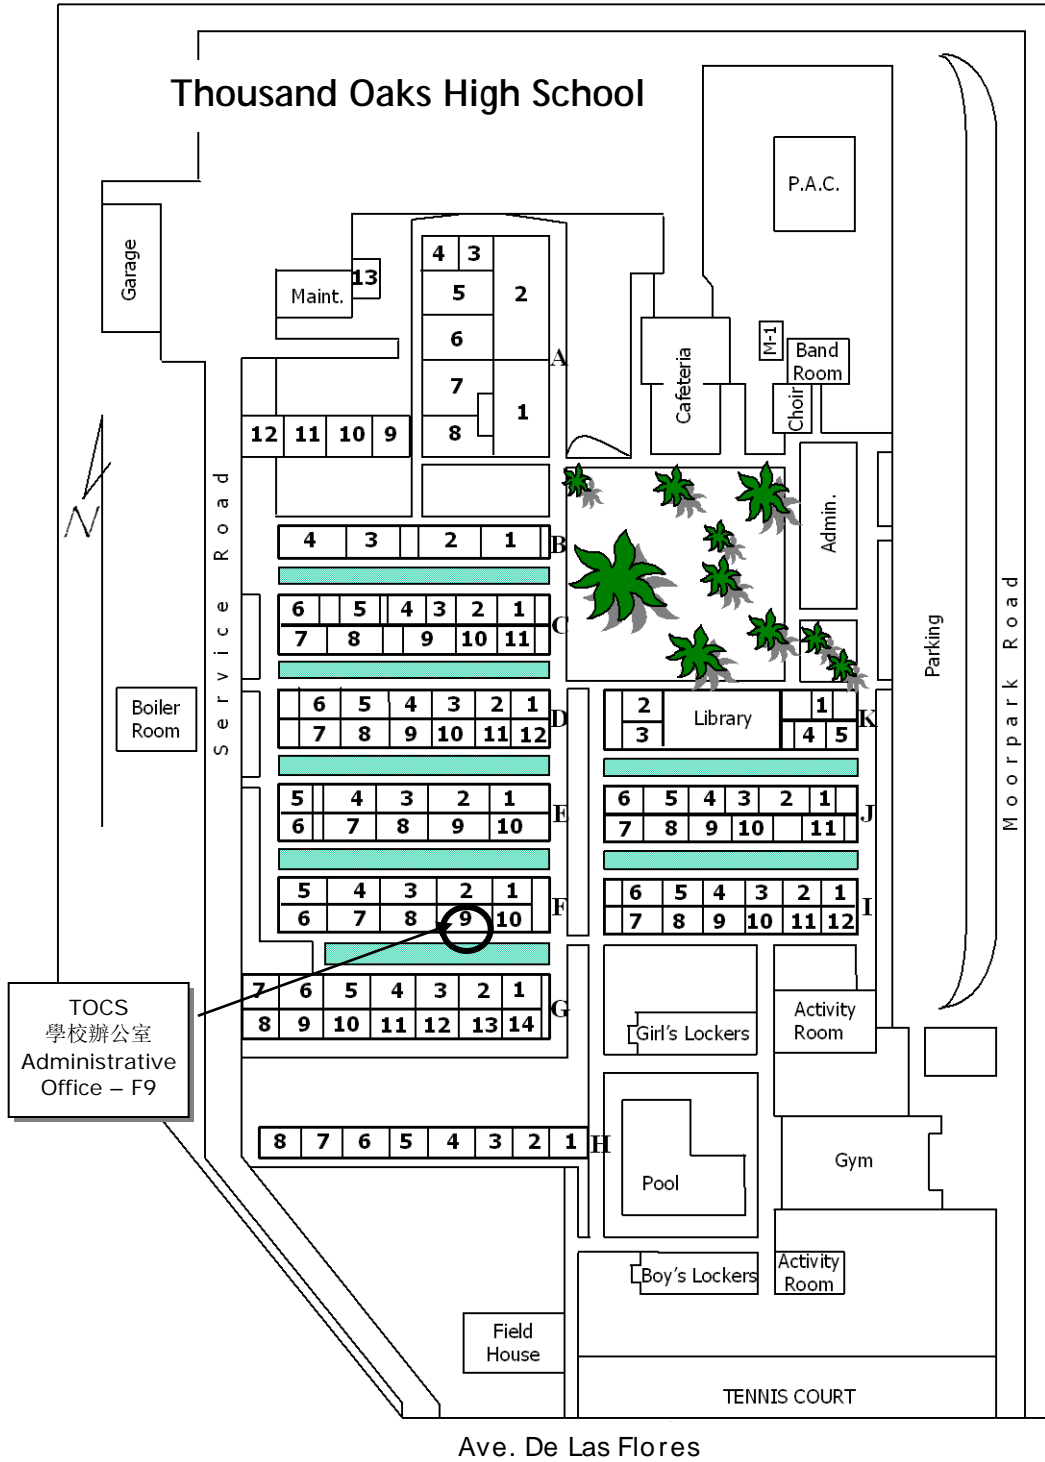 Thousand Oaks High School
P.A.C.
Garage
Maint.
13
4 3
5
2
6
7
1
8
A
12 11 10 9
Cafeteria
M-1
Band
Room
Choir
Admin.
N
Service Road
Parking
Moorpark Road
4 3 2 1 B
6 5 4 3 2 1
7 8 9 10 11
C
Boiler
Room
6 5 4 3 2 1
7 8 9 10 11 12
D
2
3
Library
1
4 5
K
5 4 3 2 1
6 7 8 9 10
E
6 5 4 3 2 1
7 8 9 10 11
J
5 4 3 2 1
6 7 8 9 10
F
6 5 4 3 2 1
7 8 9 10 11 12
I
TOCS
學校辦公室
Administrative
Office – F9
7 6 5 4 3 2 1
8 9 10 11 12 13 14
G
Girl's Lockers
Activity
Room
8 7 6 5 4 3 2 1 H
Pool
Gym
Boy's Lockers
Activity
Room
Field
House
TENNIS COURT
Ave. De Las Flores